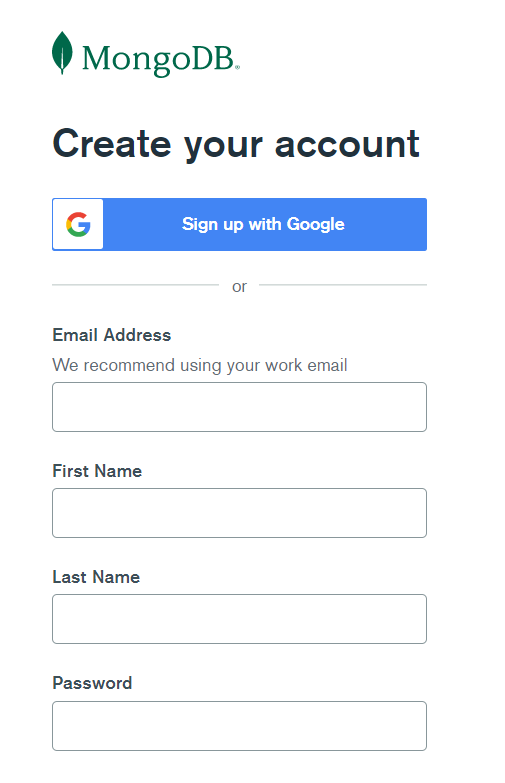 MongoDB.
Create your account
Sign up with Google
or
Email Address
We recommend using your work email
First Name
Last Name
Password